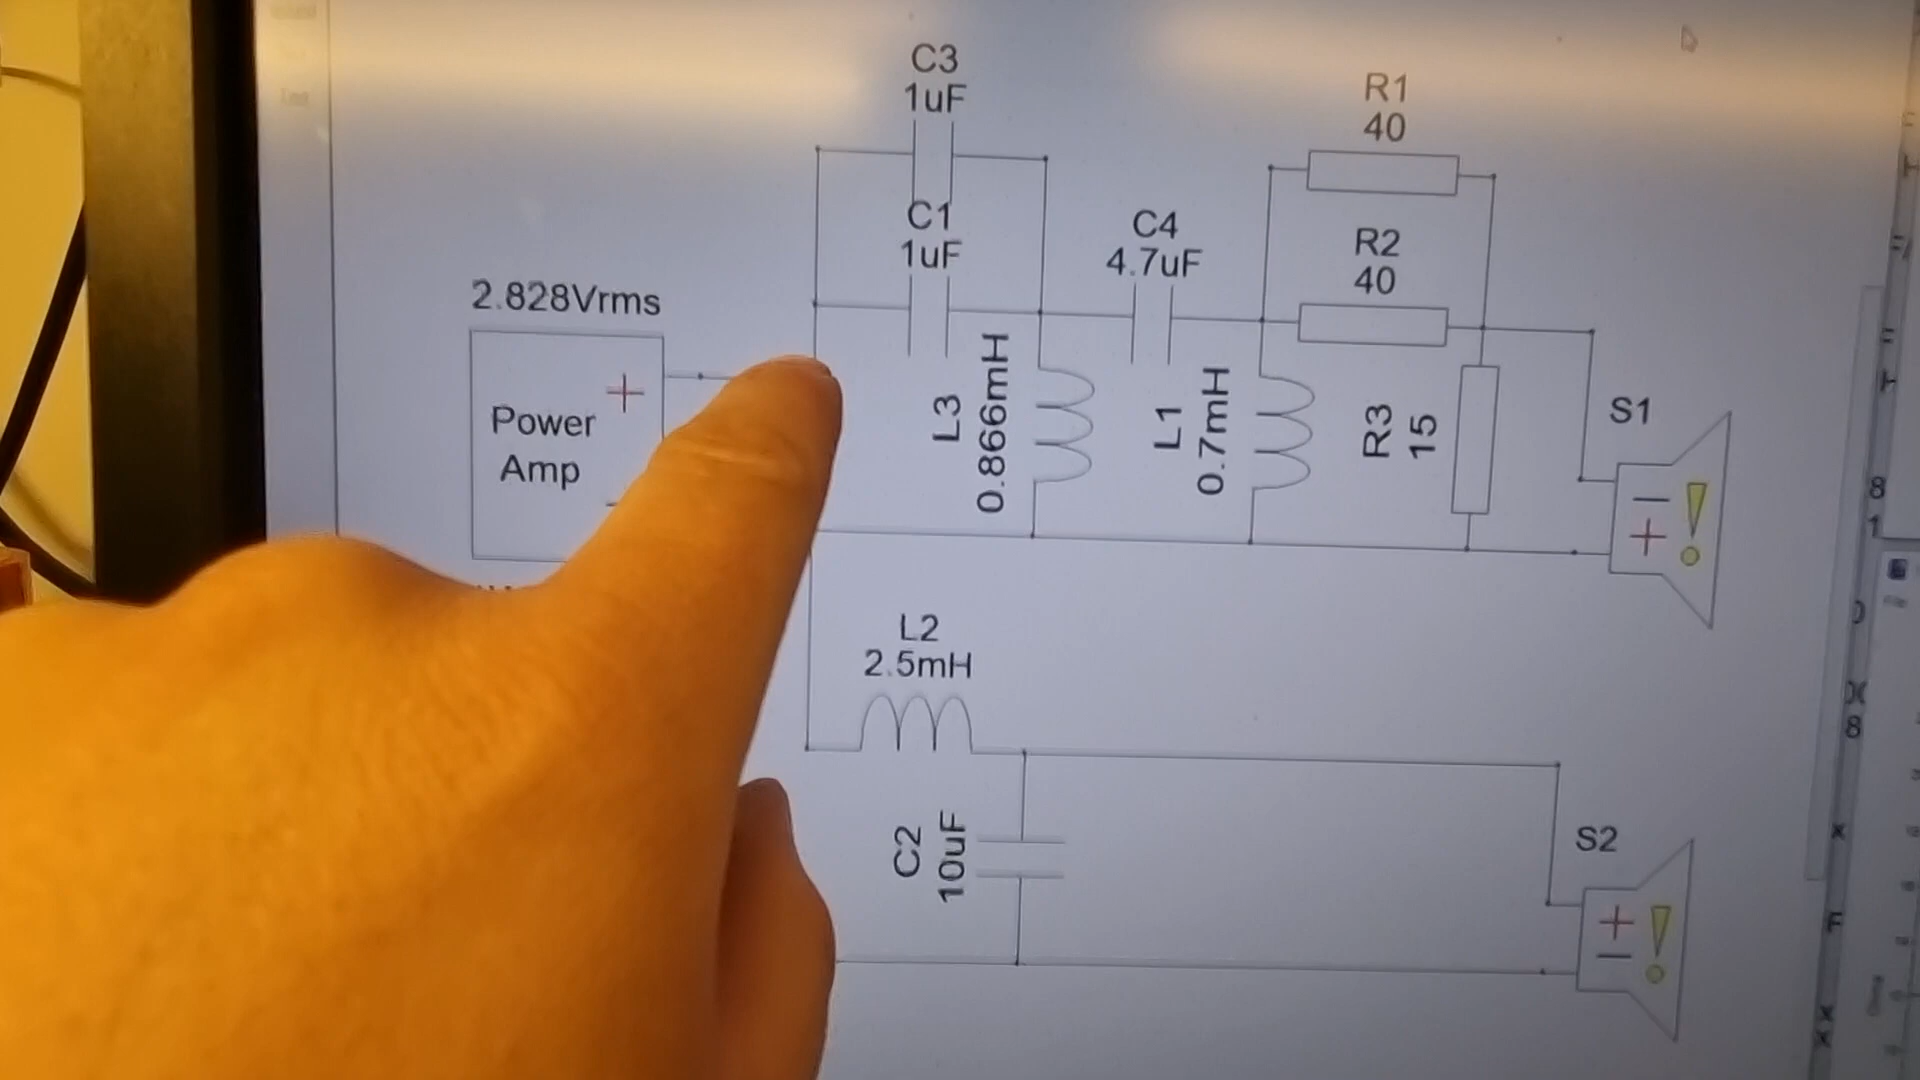 C3
1uF
R1
40
C1
1uF
C4
4.7uF
R2
40
2.828Vrms
+
Power
Amp
L3
0.866mH
L1
0.7mH
R3
15
S1
L2
2.5mH
C2
10uF
S2